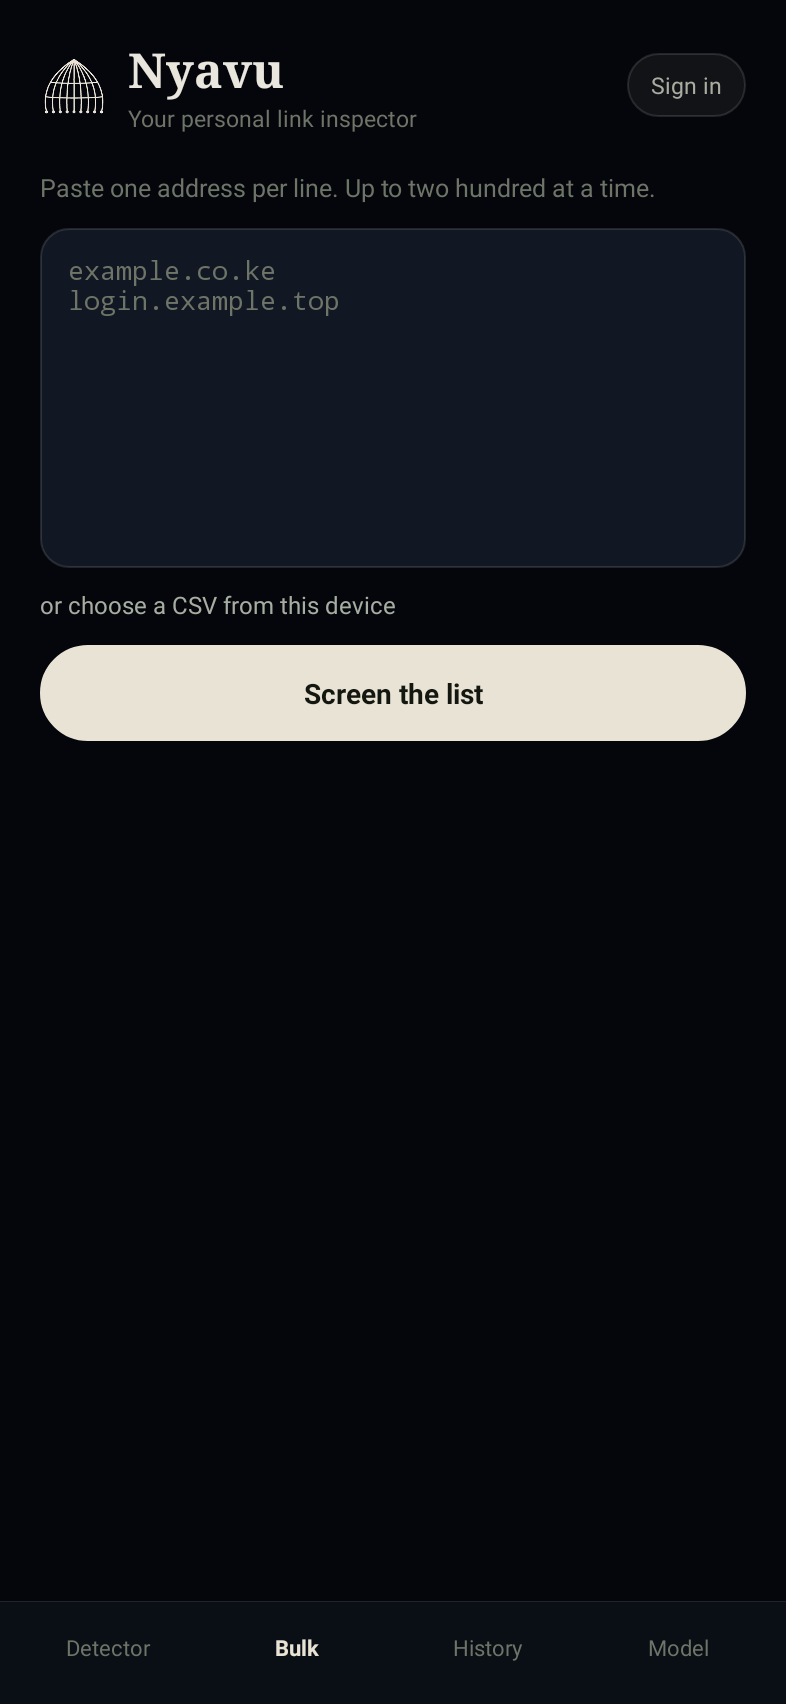 Nyavu
Your personal link inspector
Sign in
Paste one address per line. Up to two hundred at a time.
example.co.ke
login.example.top
or choose a CSV from this device
Screen the list
Detector
Bulk
History
Model